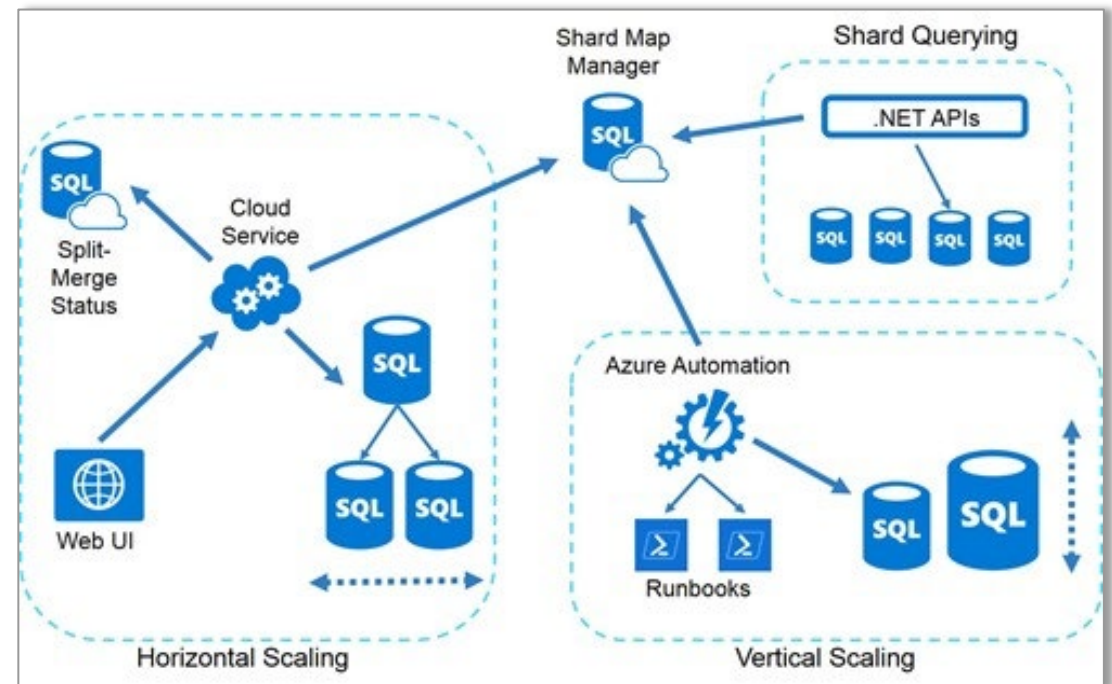 Shard Map
Manager
Shard Querying
.NET APIs
SQL
SQL
SQL
SQL
SQL
SQL
Split-
Merge
Status
Cloud
Service
SQL
SQL
SQL
Web UI
Horizontal Scaling
Azure Automation
SQL
SQL
Runbooks
Vertical Scaling